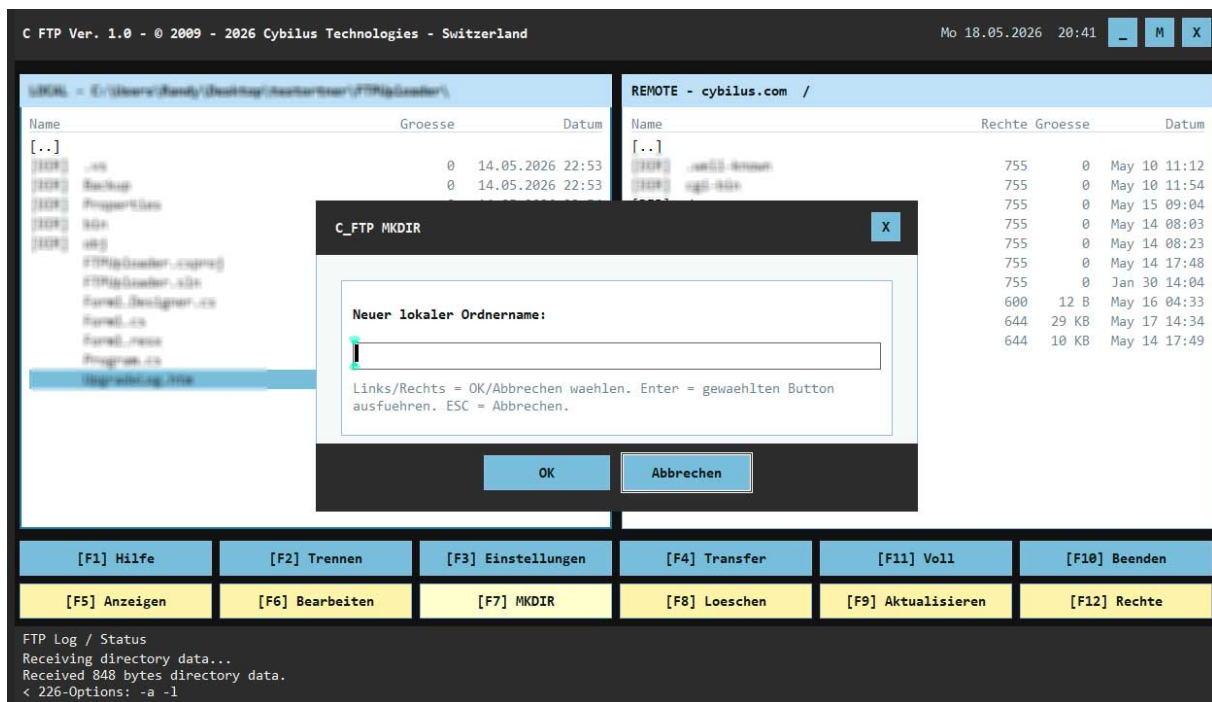 C FTP Ver. 1.0 - © 2009 - 2026 Cybilus Technologies - Switzerland
Mo 18.05.2026 20:41 _ M X
REMOTE - cybilus.com /
Name Groesse Datum
[..]
0 14.05.2026 22:53
0 14.05.2026 22:53
Name Rechte Groesse Datum
[..]
755 0 May 10 11:12
755 0 May 10 11:54
755 0 May 15 09:04
755 0 May 14 08:03
755 0 May 14 08:23
755 0 May 14 17:48
755 0 Jan 30 14:04
600 12 B May 16 04:33
644 29 KB May 17 14:34
644 10 KB May 14 17:49
C_FTP MKDIR X
Neuer lokaler Ordnername:
Links/Rechts = OK/Abbrechen waehlen. Enter = gewaehlten Button
ausfuehren. ESC = Abbrechen.
OK Abbrechen
[F1] Hilfe [F2] Trennen [F3] Einstellungen [F4] Transfer [F11] Voll [F10] Beenden
[F5] Anzeigen [F6] Bearbeiten [F7] MKDIR [F8] Loeschen [F9] Aktualisieren [F12] Rechte
FTP Log / Status
Receiving directory data...
Received 848 bytes directory data.
< 226-Options: -a -l